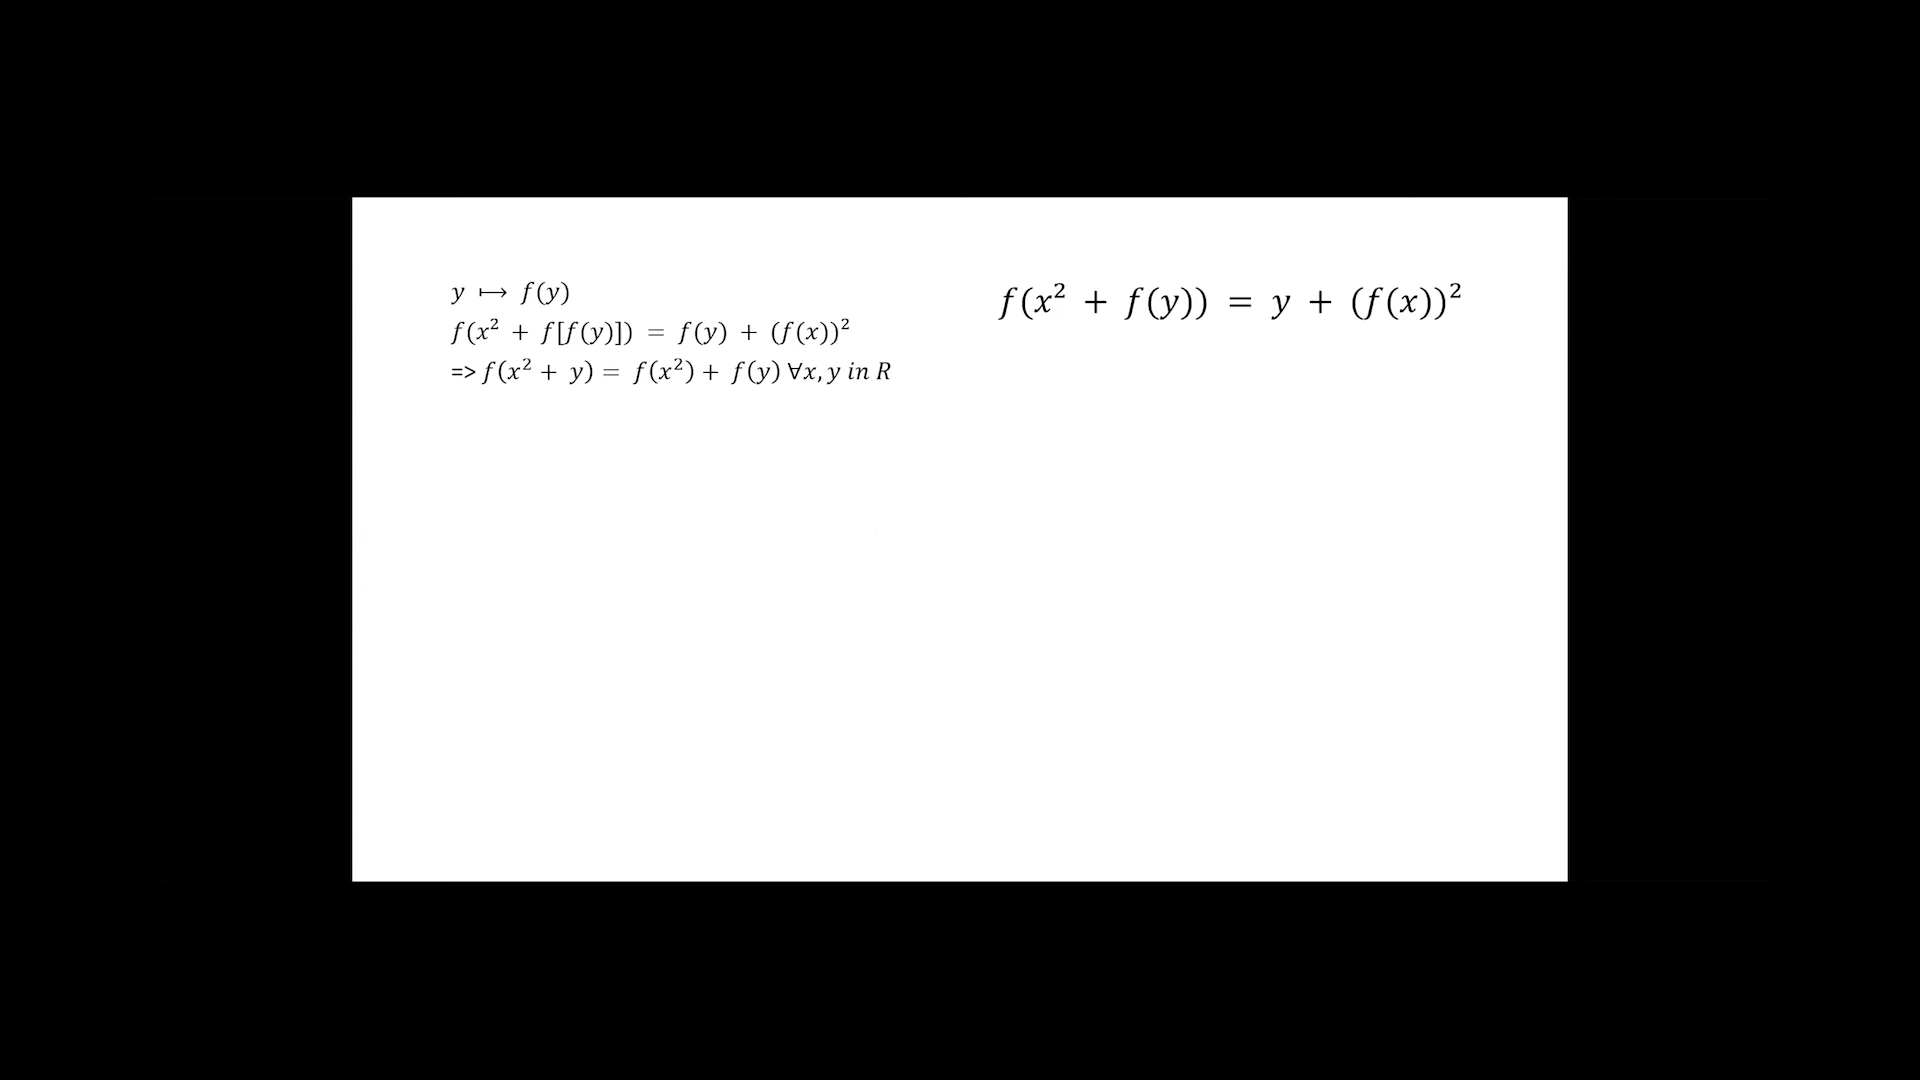 y ⟼ f(y)
f(x² + f[f(y)]) = f(y) + (f(x))²
=> f(x² + y) = f(x²) + f(y) ∀x, y in R
f(x² + f(y)) = y + (f(x))²